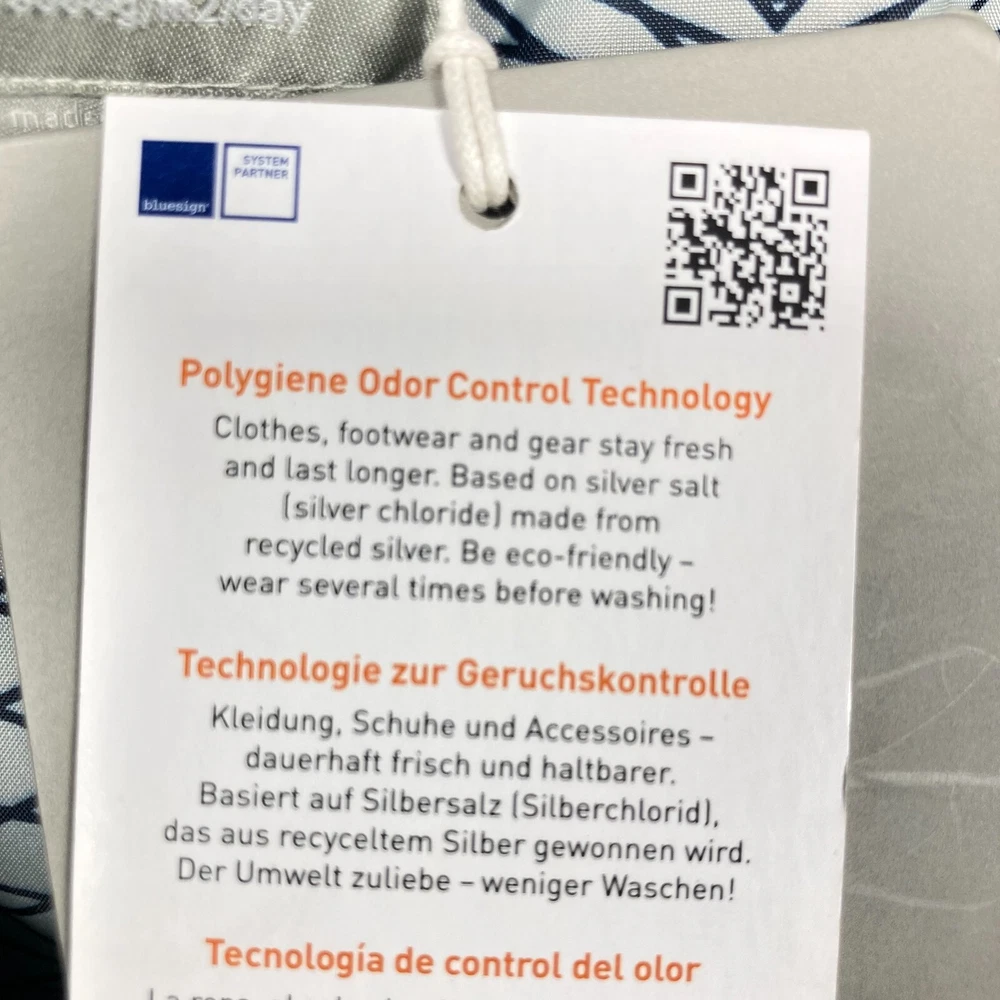 made
bluesign
SYSTEM
PARTNER
Polygiene Odor Control Technology
Clothes, footwear and gear stay fresh
and last longer. Based on silver salt
(silver chloride) made from
recycled silver. Be eco-friendly –
wear several times before washing!
Technologie zur Geruchskontrolle
Kleidung, Schuhe und Accessoires –
dauerhaft frisch und haltbarer.
Basiert auf Silbersalz (Silberchlorid),
das aus recyceltem Silber gewonnen wird.
Der Umwelt zuliebe – weniger Waschen!
Tecnología de control del olor